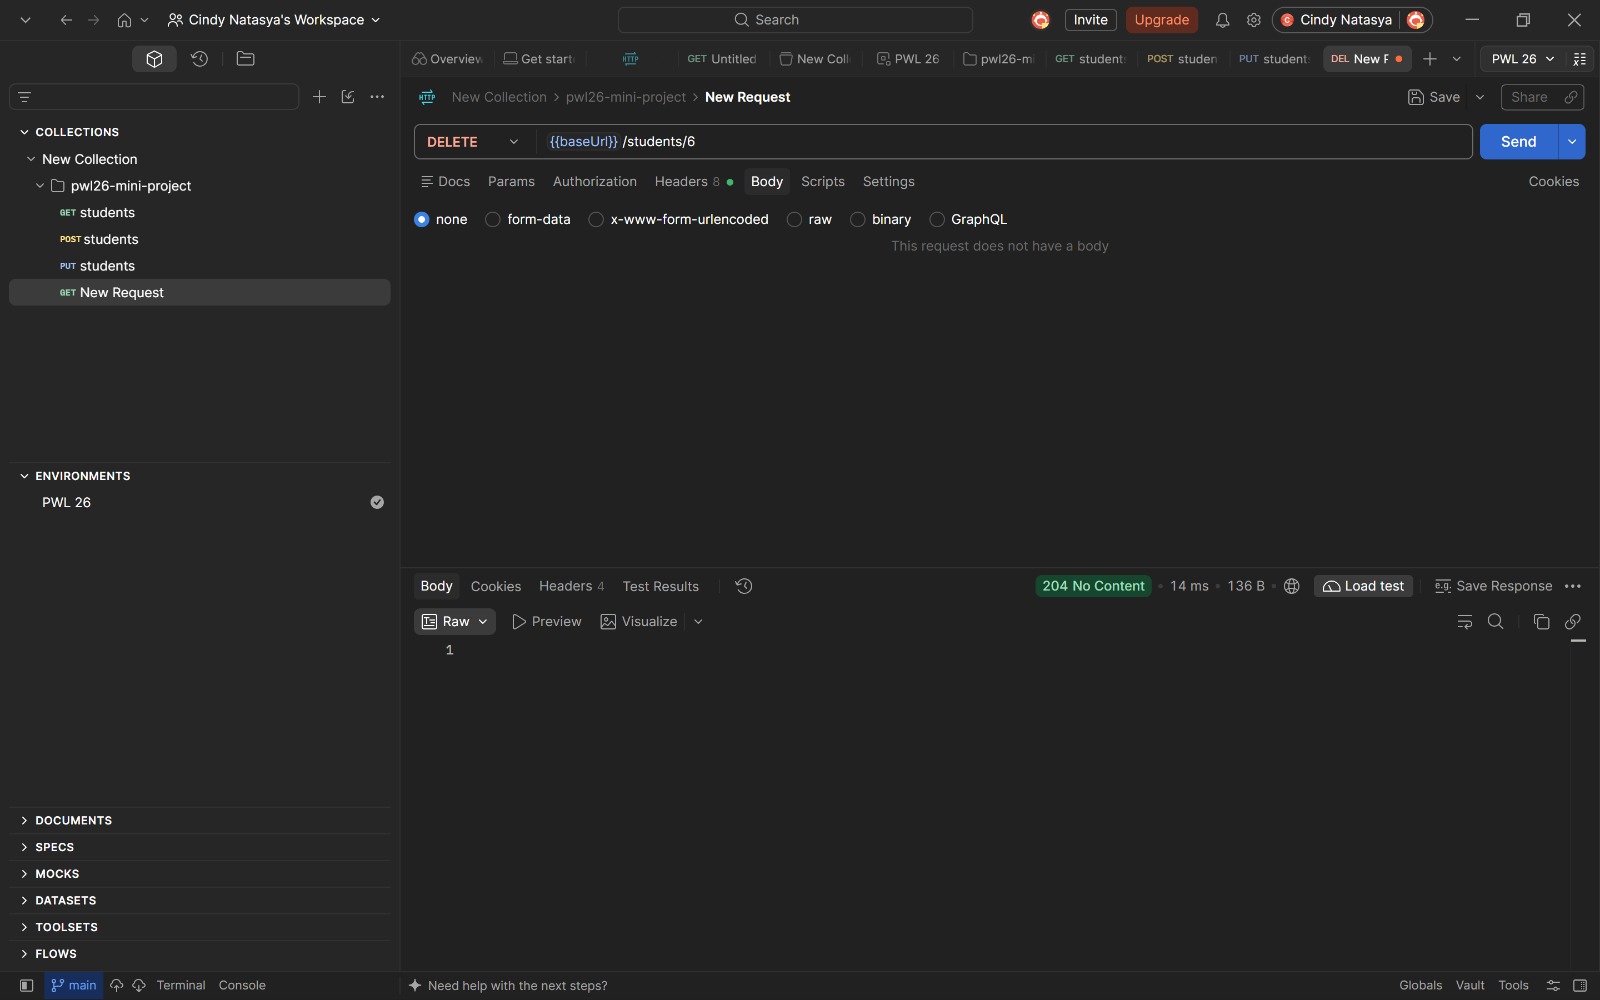 Cindy Natasya's Workspace
Search
Invite
Upgrade
C
Cindy Natasya
Overview
Get start
HTTP
GET Untitled
New Coll
PWL 26
pwl26-mi
GET student
POST studen
PUT student
DEL New F
PWL 26
HTTP New Collection > pwl26-mini-project > New Request
Save
Share
COLLECTIONS
New Collection
pwl26-mini-project
GET students
POST students
PUT students
GET New Request
DELETE
{{baseUrl}} /students/6
Send
Docs
Params
Authorization
Headers 8
Body
Scripts
Settings
Cookies
none
form-data
x-www-form-urlencoded
raw
binary
GraphQL
This request does not have a body
ENVIRONMENTS
PWL 26
Body
Cookies
Headers 4
Test Results
204 No Content
14 ms
136 B
Load test
e.g. Save Response
Raw
Preview
Visualize
1
DOCUMENTS
SPECS
MOCKS
DATASETS
TOOLSETS
FLOWS
main
Terminal
Console
Need help with the next steps?
Globals
Vault
Tools